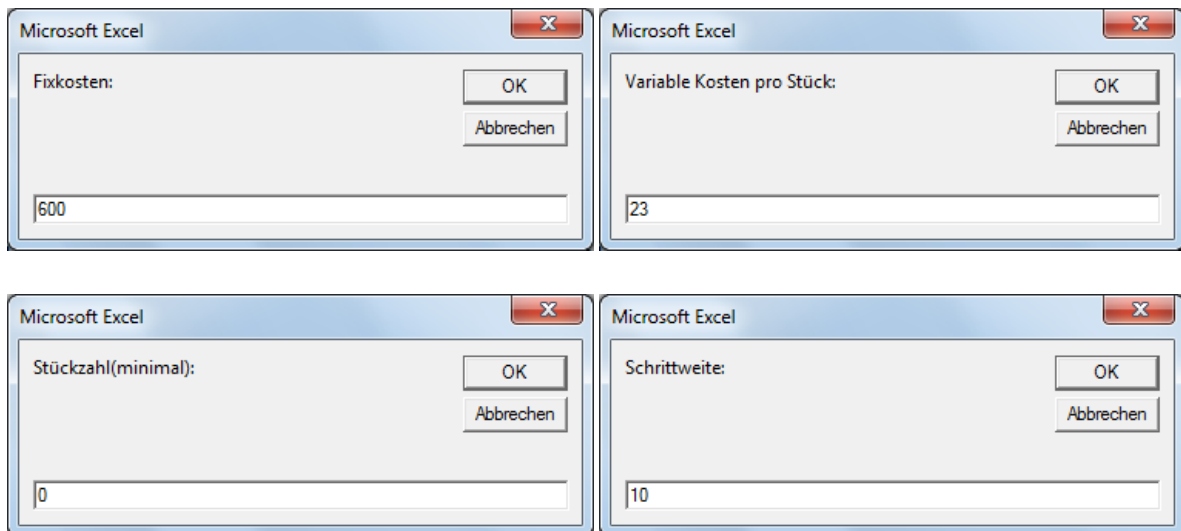 Microsoft Excel
Fixkosten:
OK
Abbrechen
600
Microsoft Excel
Variable Kosten pro Stück:
OK
Abbrechen
23
Microsoft Excel
Stückzahl(minimal):
OK
Abbrechen
0
Microsoft Excel
Schrittweite:
OK
Abbrechen
10